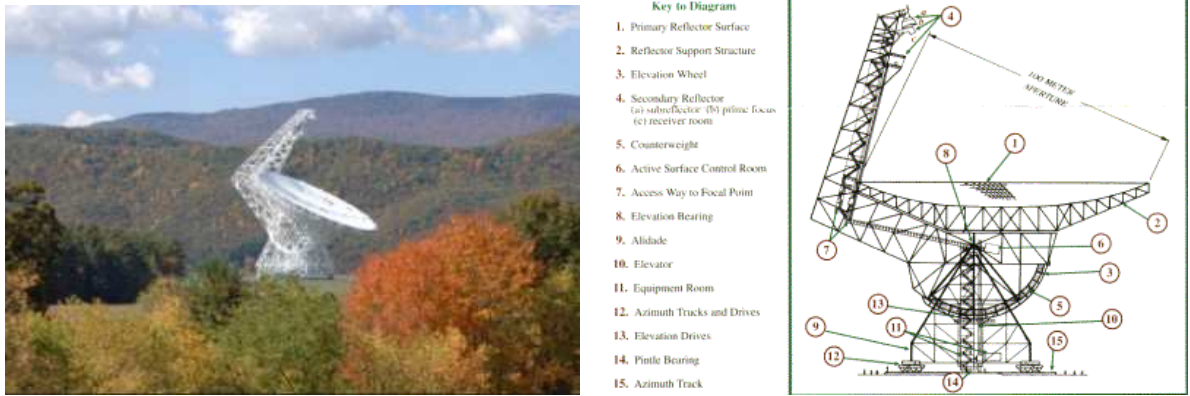 Key to Diagram
1. Primary Reflector Surface
2. Reflector Support Structure
3. Elevation Wheel
4. Secondary Reflector
(a) subreflector (b) prime focus
(c) receiver room
5. Counterweight
6. Active Surface Control Room
7. Access Way to Focal Point
8. Elevation Bearing
9. Alidade
10. Elevator
11. Equipment Room
12. Azimuth Trucks and Drives
13. Elevation Drives
14. Pintle Bearing
15. Azimuth Track
4
a
b
c
100 METER
APERTURE
1
8
2
7
6
3
5
13
10
11
9
15
12
14